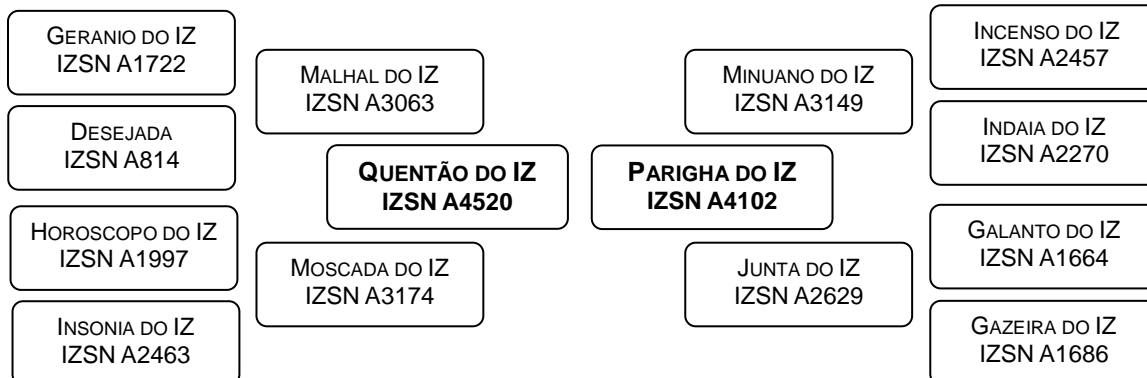 GERANIO DO IZ
IZSN A1722
DESEJADA
IZSN A814
HOROSCOPO DO IZ
IZSN A1997
INSONIA DO IZ
IZSN A2463
MALHAL DO IZ
IZSN A3063
MOSCADA DO IZ
IZSN A3174
QUENTÃO DO IZ
IZSN A4520
PARIGHA DO IZ
IZSN A4102
MINUANO DO IZ
IZSN A3149
JUNTA DO IZ
IZSN A2629
INCENSO DO IZ
IZSN A2457
INDAIA DO IZ
IZSN A2270
GALANTO DO IZ
IZSN A1664
GAZEIRA DO IZ
IZSN A1686